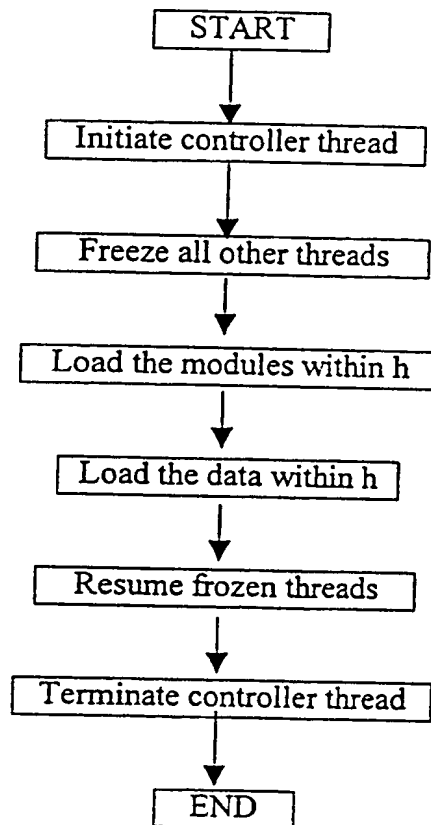 START
Initiate controller thread
Freeze all other threads
Load the modules within h
Load the data within h
Resume frozen threads
Terminate controller thread
END